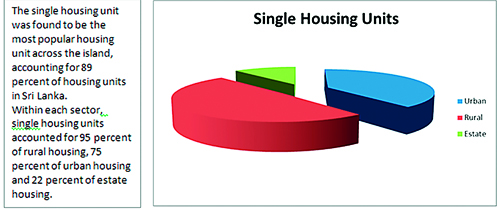 The single housing unit
was found to be the
most popular housing
unit across the island,
accounting for 89
percent of housing units
in Sri Lanka.
Within each sector,
single housing units
accounted for 95 percent
of rural housing, 75
percent of urban housing
and 22 percent of estate
housing.
Single Housing Units
Urban
Rural
Estate